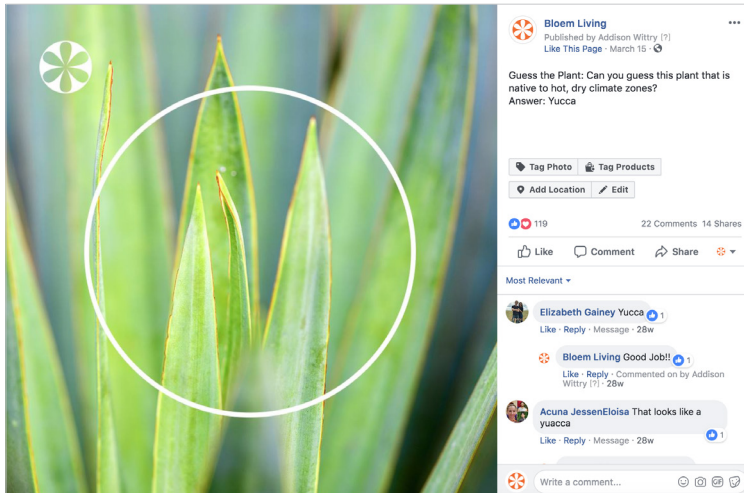 Bloem Living
Published by Addison Wittry [?]
Like This Page · March 15 ·
Guess the Plant: Can you guess this plant that is
native to hot, dry climate zones?
Answer: Yucca
Tag Photo Tag Products
Add Location Edit
119 22 Comments 14 Shares
Like Comment Share
Most Relevant
Elizabeth Gainey Yucca 1
Like · Reply · Message · 28w
Bloem Living Good Job!! 1
Like · Reply · Commented on by Addison
Wittry [?] · 28w
Acuna JessenEloisa That looks like a
yuacca
1
Like · Reply · Message · 28w
Write a comment...
GIF